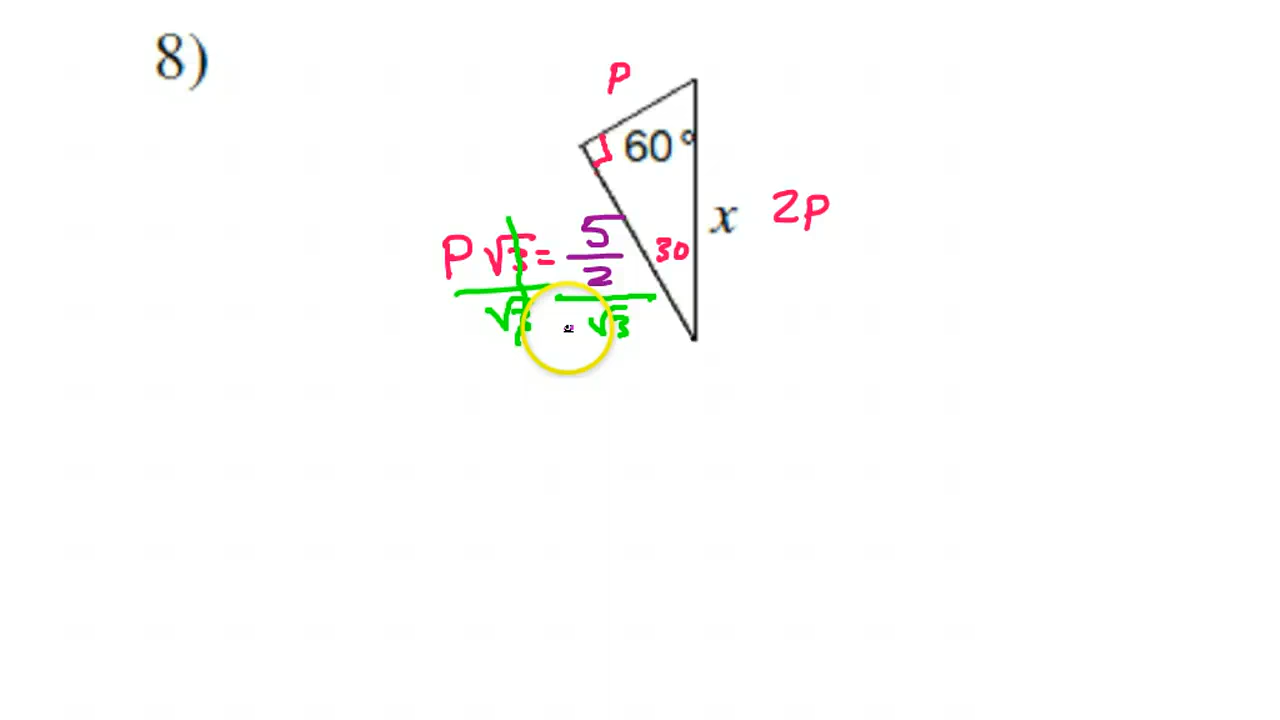 8)
P
60°
x 2P
P√3 = 5/2
30
√3 √3